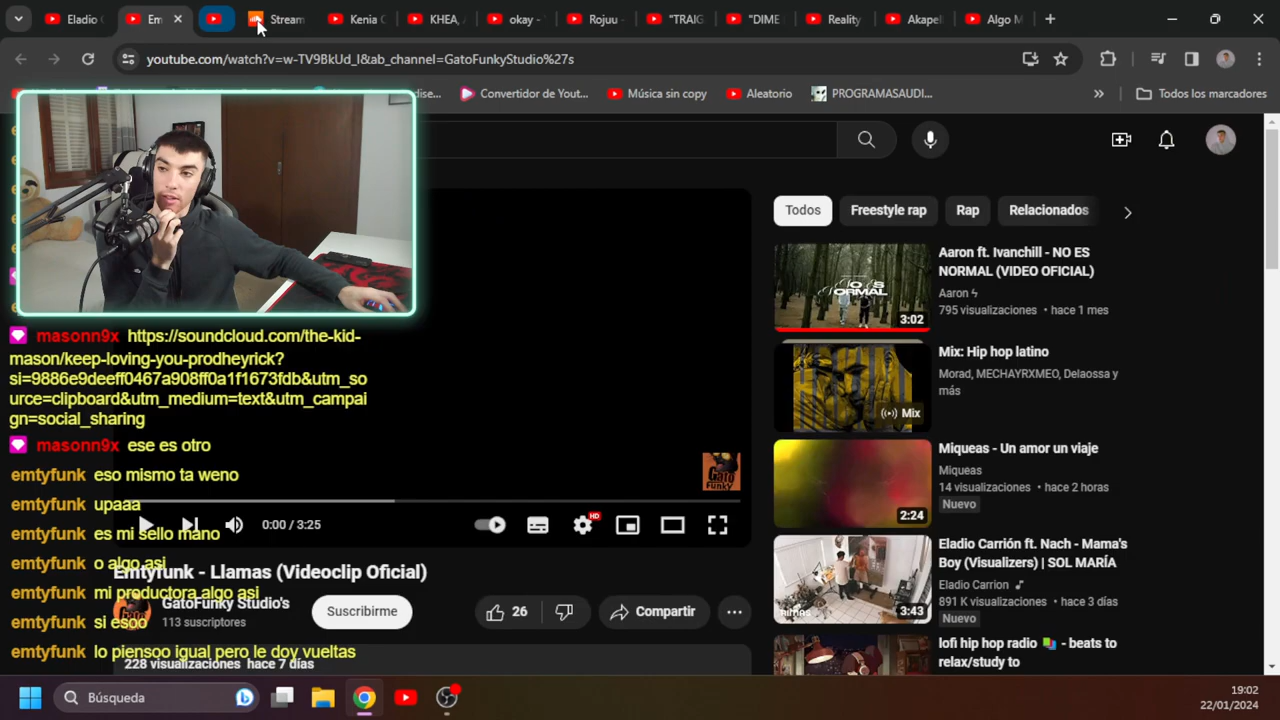 Eladio C
Em
Stream
Kenia C
KHEA,
okay -
Rojuu -
"TRAIG
"DIME
Reality
Akapel
Algo M
youtube.com/watch?v=w-TV9BkUd_I&ab_channel=GatoFunkyStudio%27s
Convertidor de Yout...
Música sin copy
Aleatorio
PROGRAMASAUDI...
»
Todos los marcadores
Todos
Freestyle rap
Rap
Relacionados
Aaron ft. Ivanchill - NO ES
NORMAL (VIDEO OFICIAL)
Aaron ϟ
795 visualizaciones • hace 1 mes
3:02
Mix: Hip hop latino
Morad, MECHAYRXMEO, Delaossa y
más
Mix
Miqueas - Un amor un viaje
Miqueas
14 visualizaciones • hace 2 horas
Nuevo
2:24
Eladio Carrión ft. Nach - Mama's
Boy (Visualizers) | SOL MARÍA
Eladio Carrion
891 K visualizaciones • hace 3 días
Nuevo
3:43
lofi hip hop radio 📚 - beats to
relax/study to
masonn9x https://soundcloud.com/the-kid-
mason/keep-loving-you-prodheyrick?
si=9886e9deeff0467a908ff0a1f1673fdb&utm_so
urce=clipboard&utm_medium=text&utm_campai
gn=social_sharing
masonn9x ese es otro
emtyfunk eso mismo ta weno
emtyfunk upaaa
emtyfunk es mi sello mano
emtyfunk o algo asi
emtyfunk mi productora algo asi
emtyfunk si esoo
emtyfunk lo piensoo igual pero le doy vueltas
GATO
FUNKY
0:00 / 3:25
HD
Emtyfunk - Llamas (Videoclip Oficial)
GatoFunky Studio's
113 suscriptores
Suscribirme
26
Compartir
228 visualizaciones hace 7 días
Búsqueda
19:02
22/01/2024